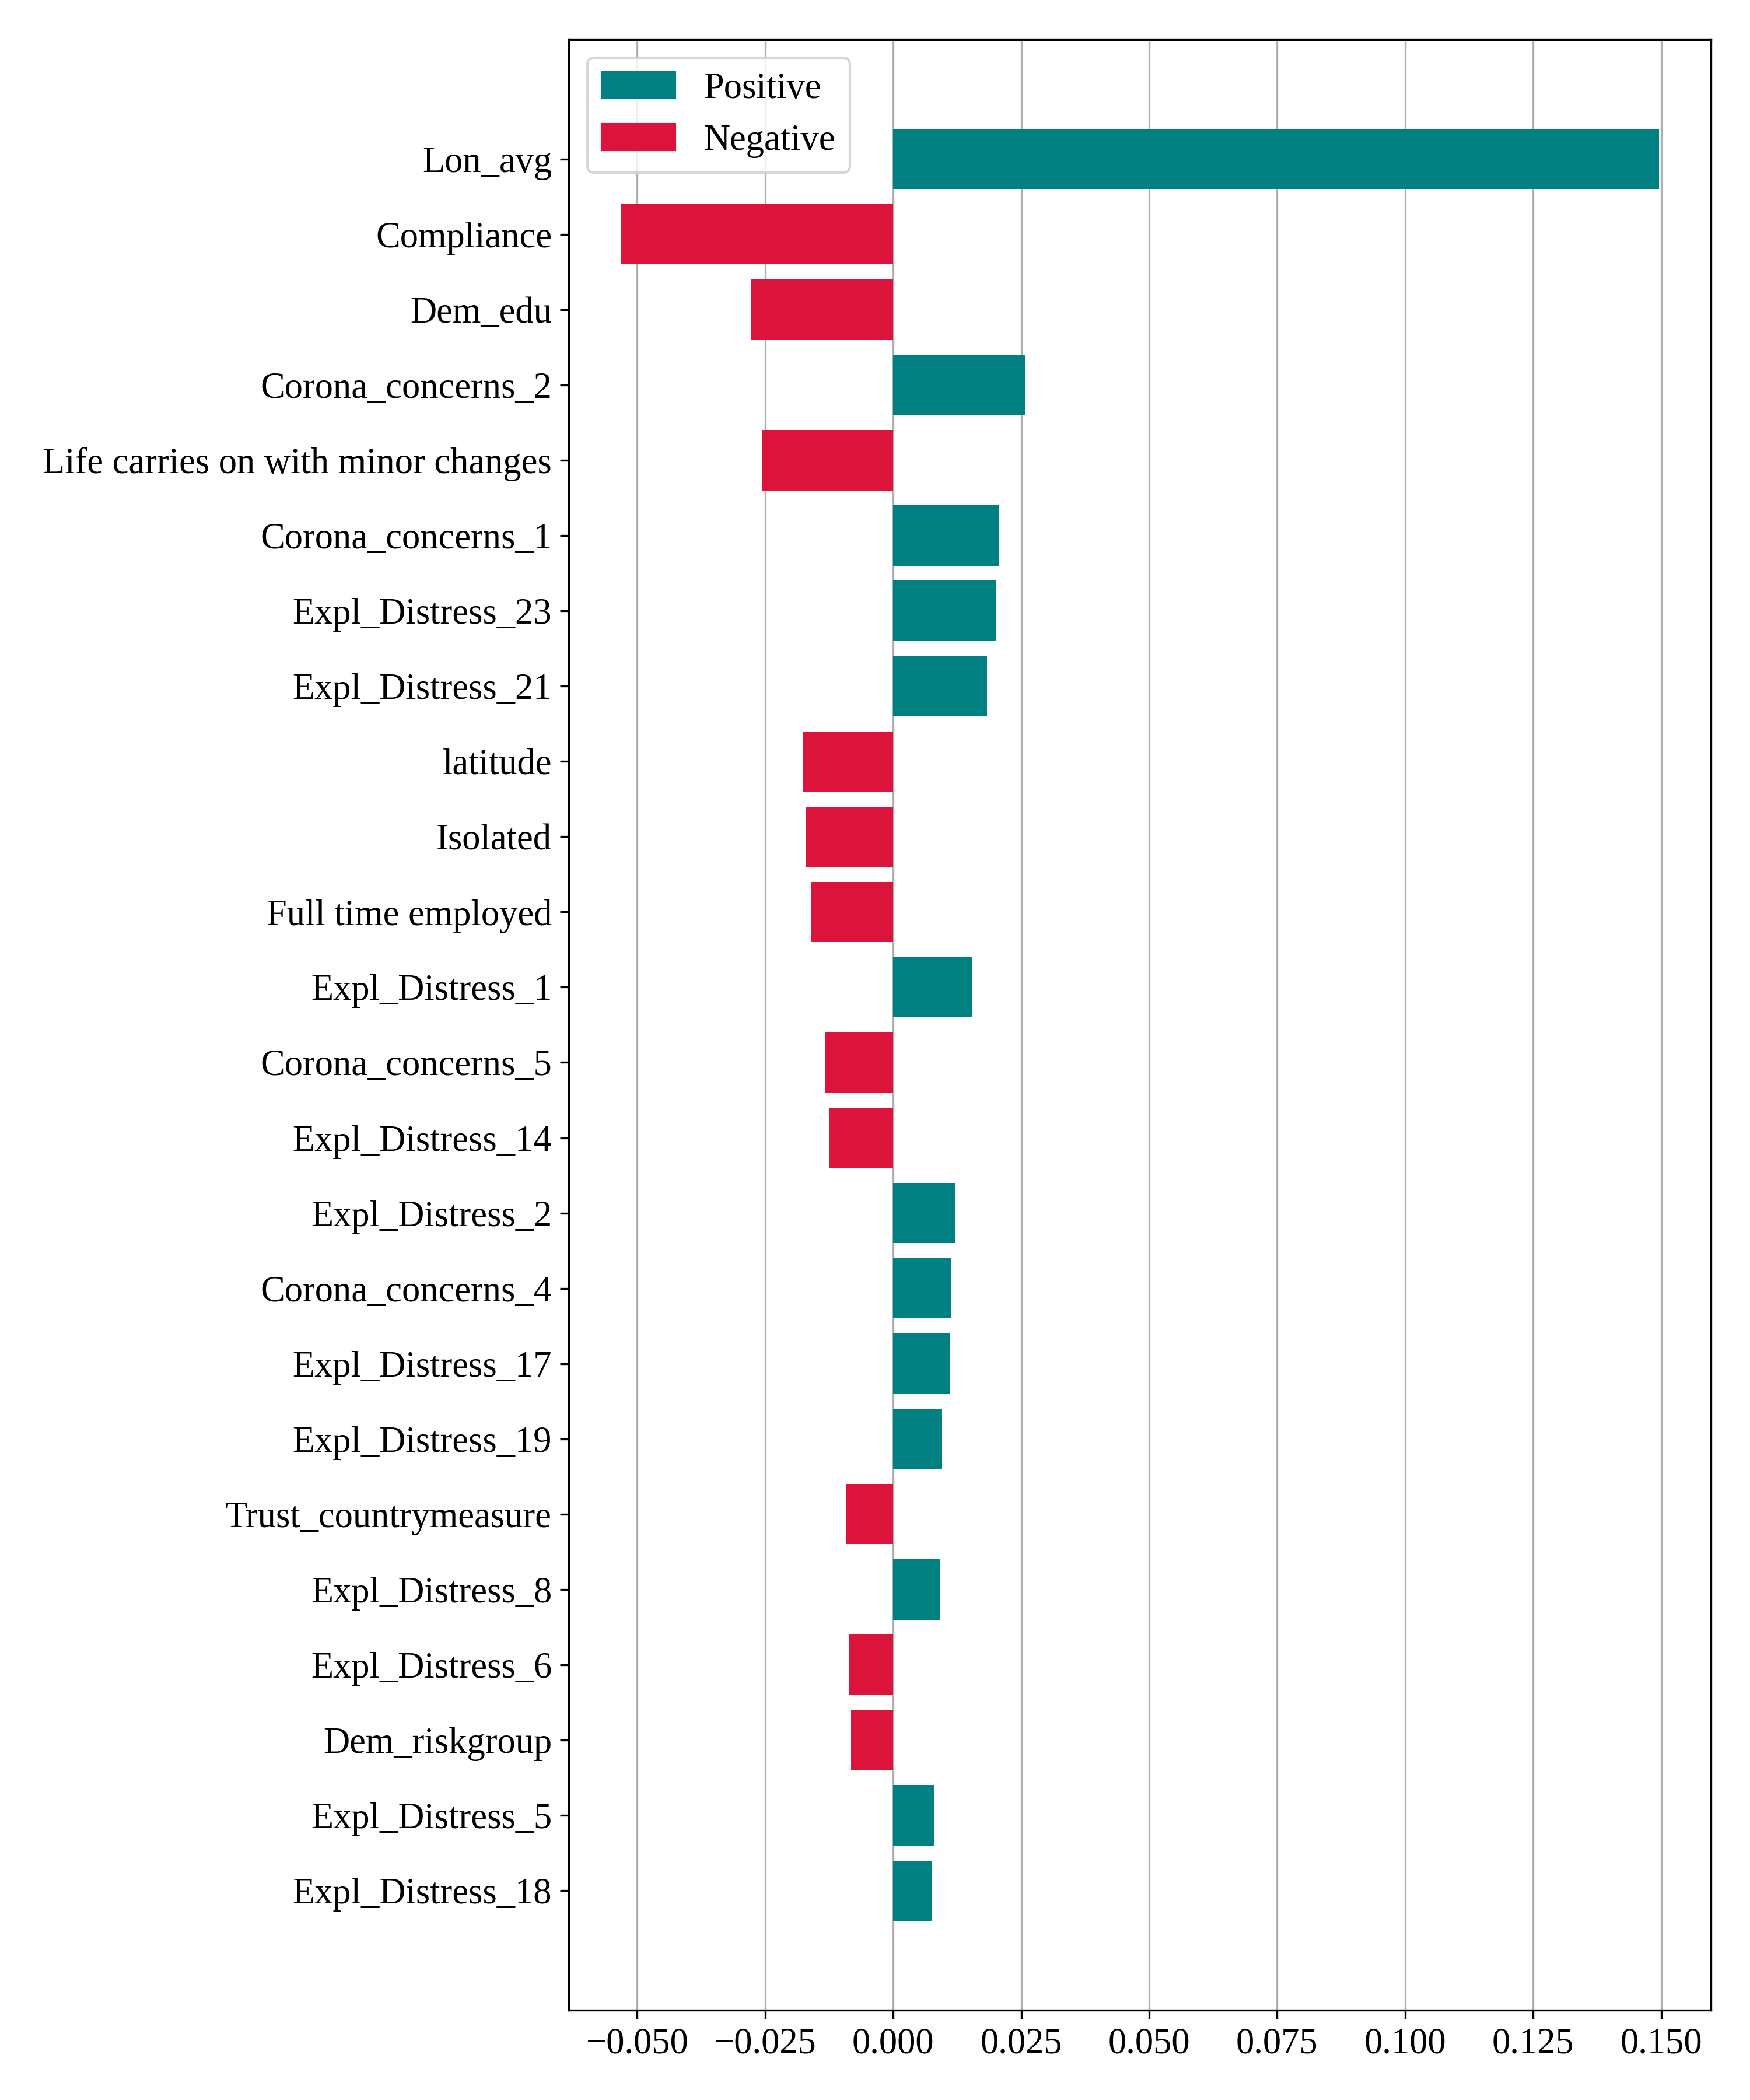 Positive
Negative
Lon_avg
Compliance
Dem_edu
Corona_concerns_2
Life carries on with minor changes
Corona_concerns_1
Expl_Distress_23
Expl_Distress_21
latitude
Isolated
Full time employed
Expl_Distress_1
Corona_concerns_5
Expl_Distress_14
Expl_Distress_2
Corona_concerns_4
Expl_Distress_17
Expl_Distress_19
Trust_countrymeasure
Expl_Distress_8
Expl_Distress_6
Dem_riskgroup
Expl_Distress_5
Expl_Distress_18
−0.050 −0.025 0.000 0.025 0.050 0.075 0.100 0.125 0.150